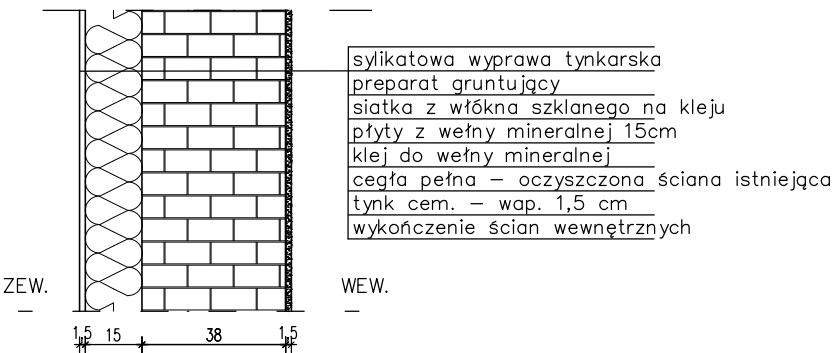 sylikatowa wyprawa tynkarska
preparat gruntujący
siatka z włókna szklanego na kleju
płyty z wełny mineralnej 15cm
klej do wełny mineralnej
cegła pełna – oczyszczona ściana istniejąca
tynk cem. – wap. 1,5 cm
wykończenie ścian wewnętrznych
ZEW. WEW.
1,5 15 38 1,5